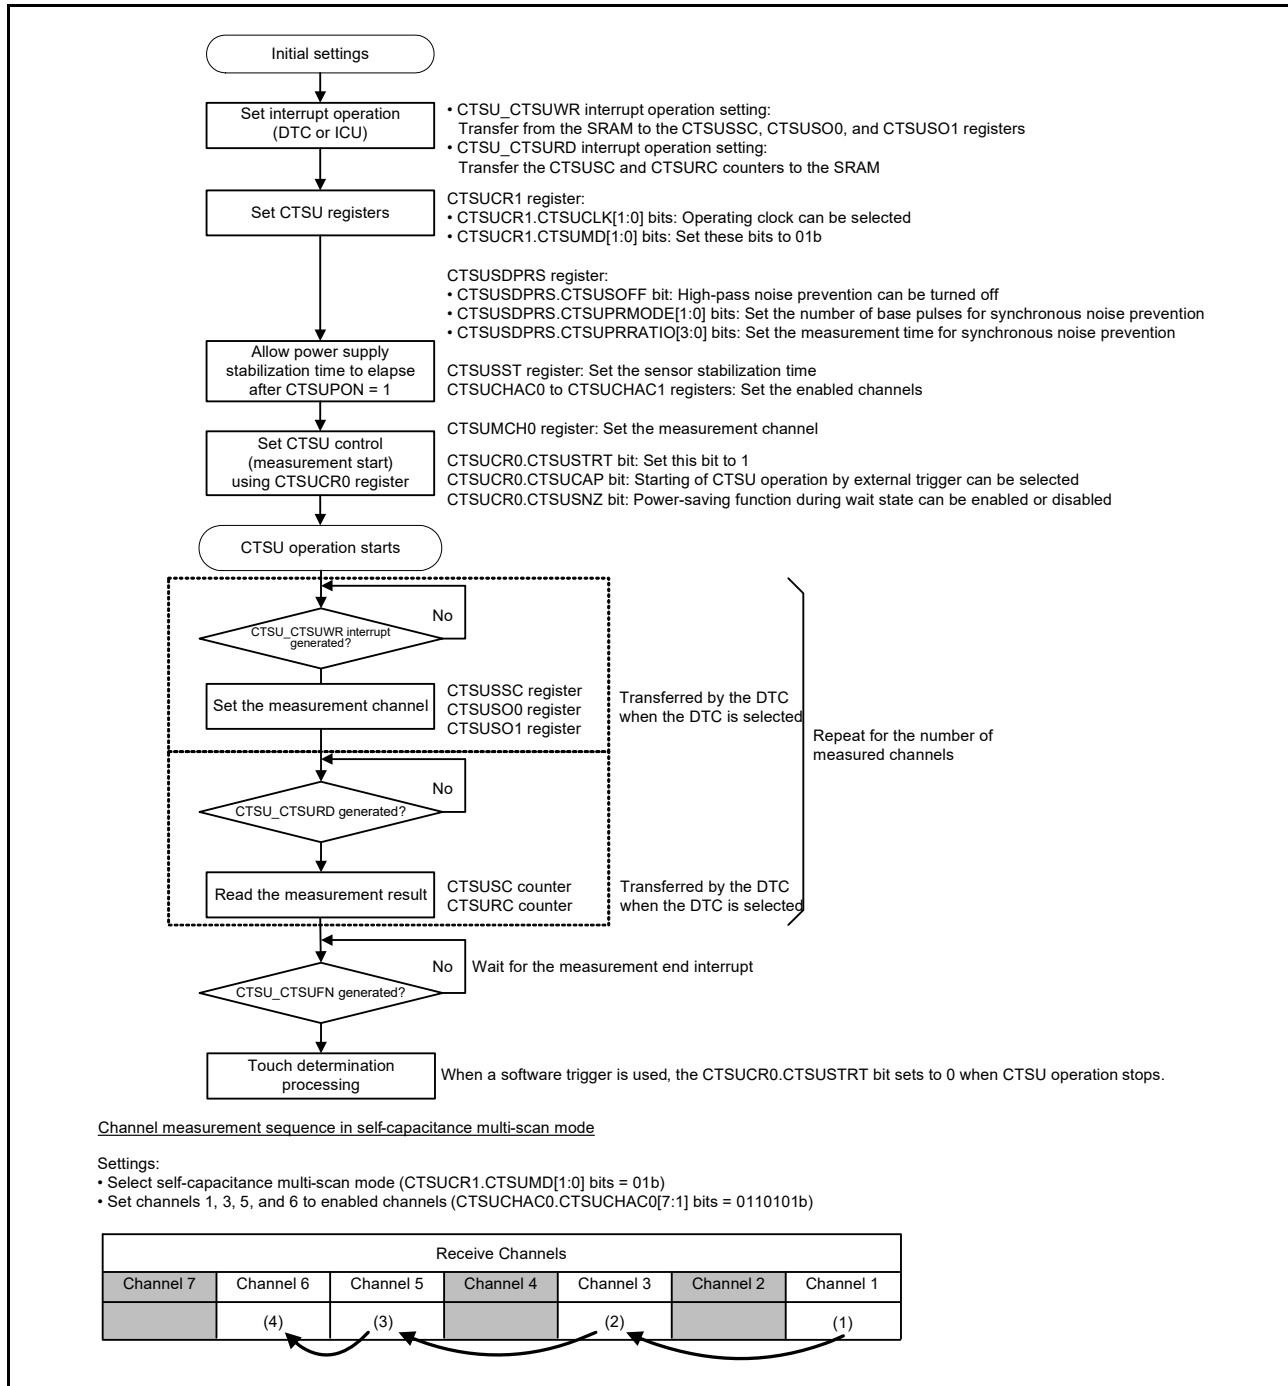 Initial settings
Set interrupt operation
(DTC or ICU)
• CTSU_CTSUWR interrupt operation setting:
Transfer from the SRAM to the CTSUSSC, CTSUSO0, and CTSUSO1 registers
• CTSU_CTSURD interrupt operation setting:
Transfer the CTSUSC and CTSURC counters to the SRAM
Set CTSU registers
CTSUCR1 register:
• CTSUCR1.CTSUCLK[1:0] bits: Operating clock can be selected
• CTSUCR1.CTSUMD[1:0] bits: Set these bits to 01b
CTSUSDPRS register:
• CTSUSDPRS.CTSUSOFF bit: High-pass noise prevention can be turned off
• CTSUSDPRS.CTSUPRMODE[1:0] bits: Set the number of base pulses for synchronous noise prevention
• CTSUSDPRS.CTSUPRRATIO[3:0] bits: Set the measurement time for synchronous noise prevention
Allow power supply
stabilization time to elapse
after CTSUPON = 1
CTSUSST register: Set the sensor stabilization time
CTSUCHAC0 to CTSUCHAC1 registers: Set the enabled channels
CTSUMCH0 register: Set the measurement channel
Set CTSU control
(measurement start)
using CTSUCR0 register
CTSUCR0.CTSUSTRT bit: Set this bit to 1
CTSUCR0.CTSUCAP bit: Starting of CTSU operation by external trigger can be selected
CTSUCR0.CTSUSNZ bit: Power-saving function during wait state can be enabled or disabled
CTSU operation starts
No
CTSU_CTSUWR interrupt
generated?
Set the measurement channel
CTSUSSC register
CTSUSO0 register
CTSUSO1 register
Transferred by the DTC
when the DTC is selected
Repeat for the number of
measured channels
No
CTSU_CTSURD generated?
Read the measurement result
CTSUSC counter
CTSURC counter
Transferred by the DTC
when the DTC is selected
No
Wait for the measurement end interrupt
CTSU_CTSUFN generated?
Touch determination
processing
When a software trigger is used, the CTSUCR0.CTSUSTRT bit sets to 0 when CTSU operation stops.
Channel measurement sequence in self-capacitance multi-scan mode
Settings:
• Select self-capacitance multi-scan mode (CTSUCR1.CTSUMD[1:0] bits = 01b)
• Set channels 1, 3, 5, and 6 to enabled channels (CTSUCHAC0.CTSUCHAC0[7:1] bits = 0110101b)
Receive Channels
Channel 7 Channel 6 Channel 5 Channel 4 Channel 3 Channel 2 Channel 1
(4) (3) (2) (1)